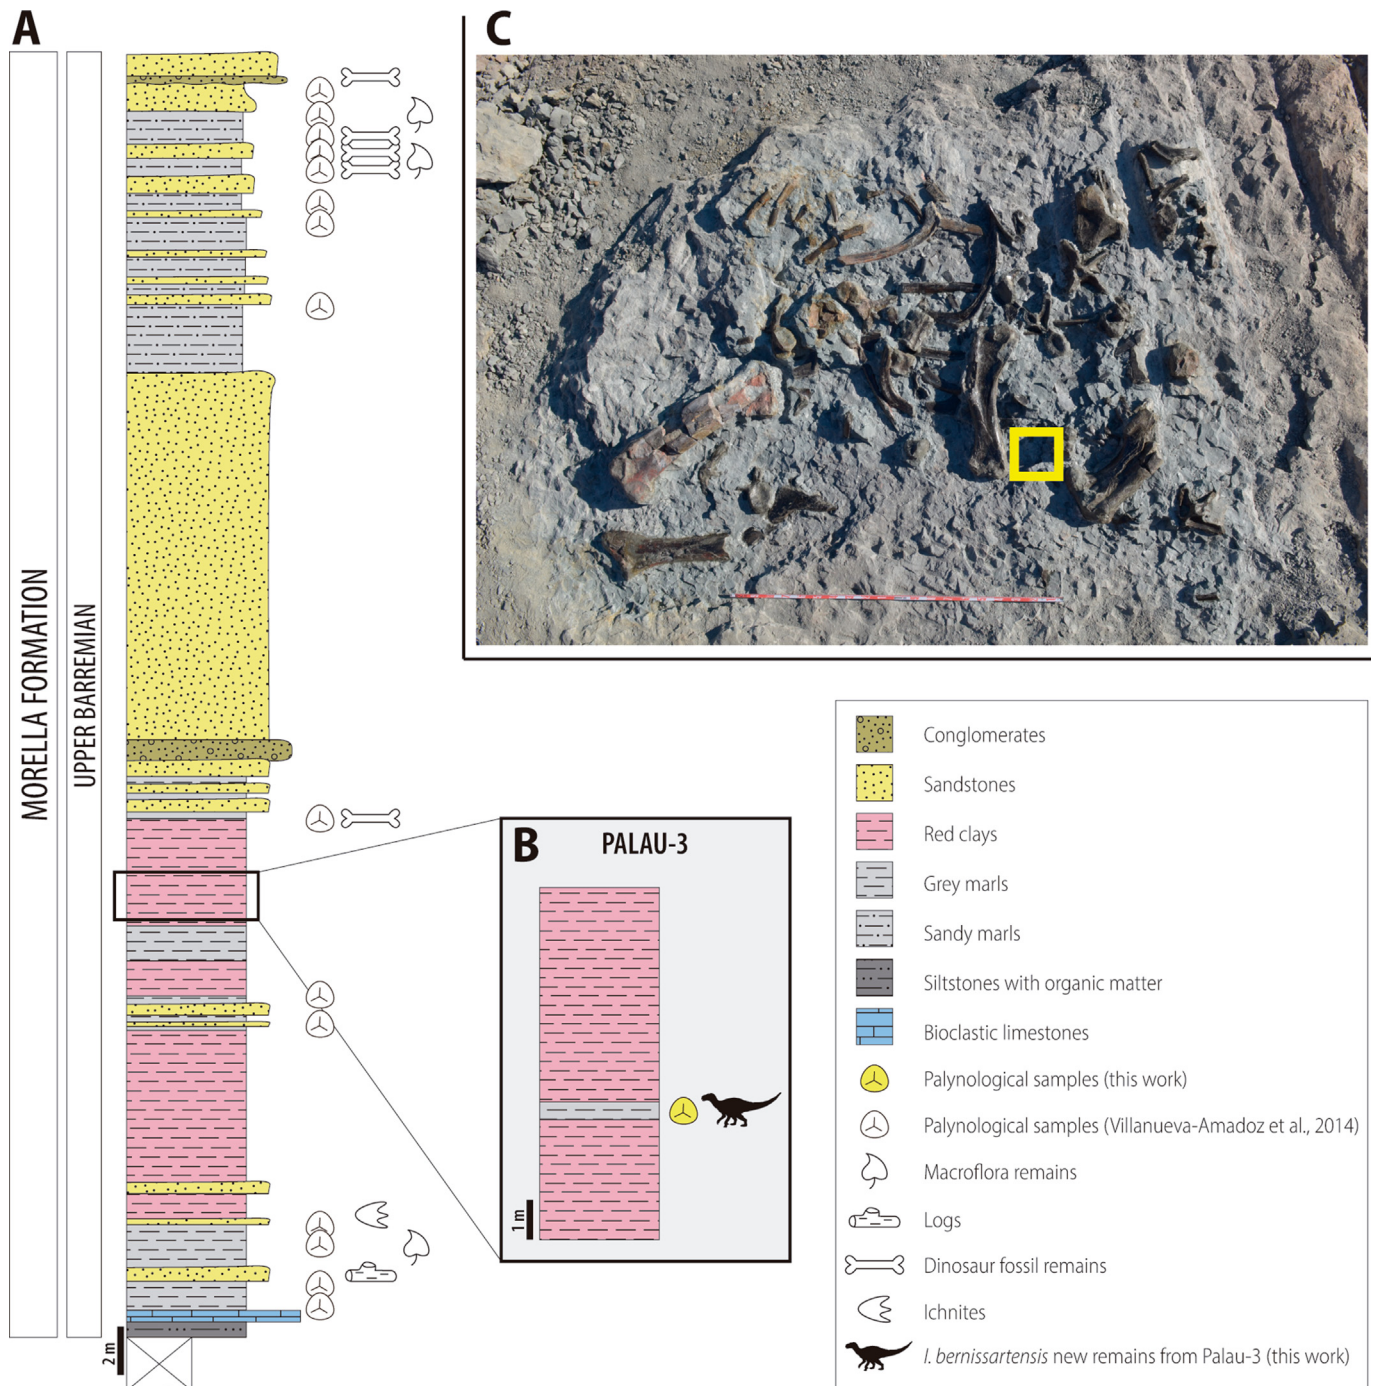 A
MORELLA FORMATION
UPPER BARREMIAN
2 m
C
B
PALAU-3
1 m
Conglomerates
Sandstones
Red clays
Grey marls
Sandy marls
Siltstones with organic matter
Bioclastic limestones
Palynological samples (this work)
Palynological samples (Villanueva-Amadoz et al., 2014)
Macroflora remains
Logs
Dinosaur fossil remains
Ichnites
I. bernissartensis new remains from Palau-3 (this work)